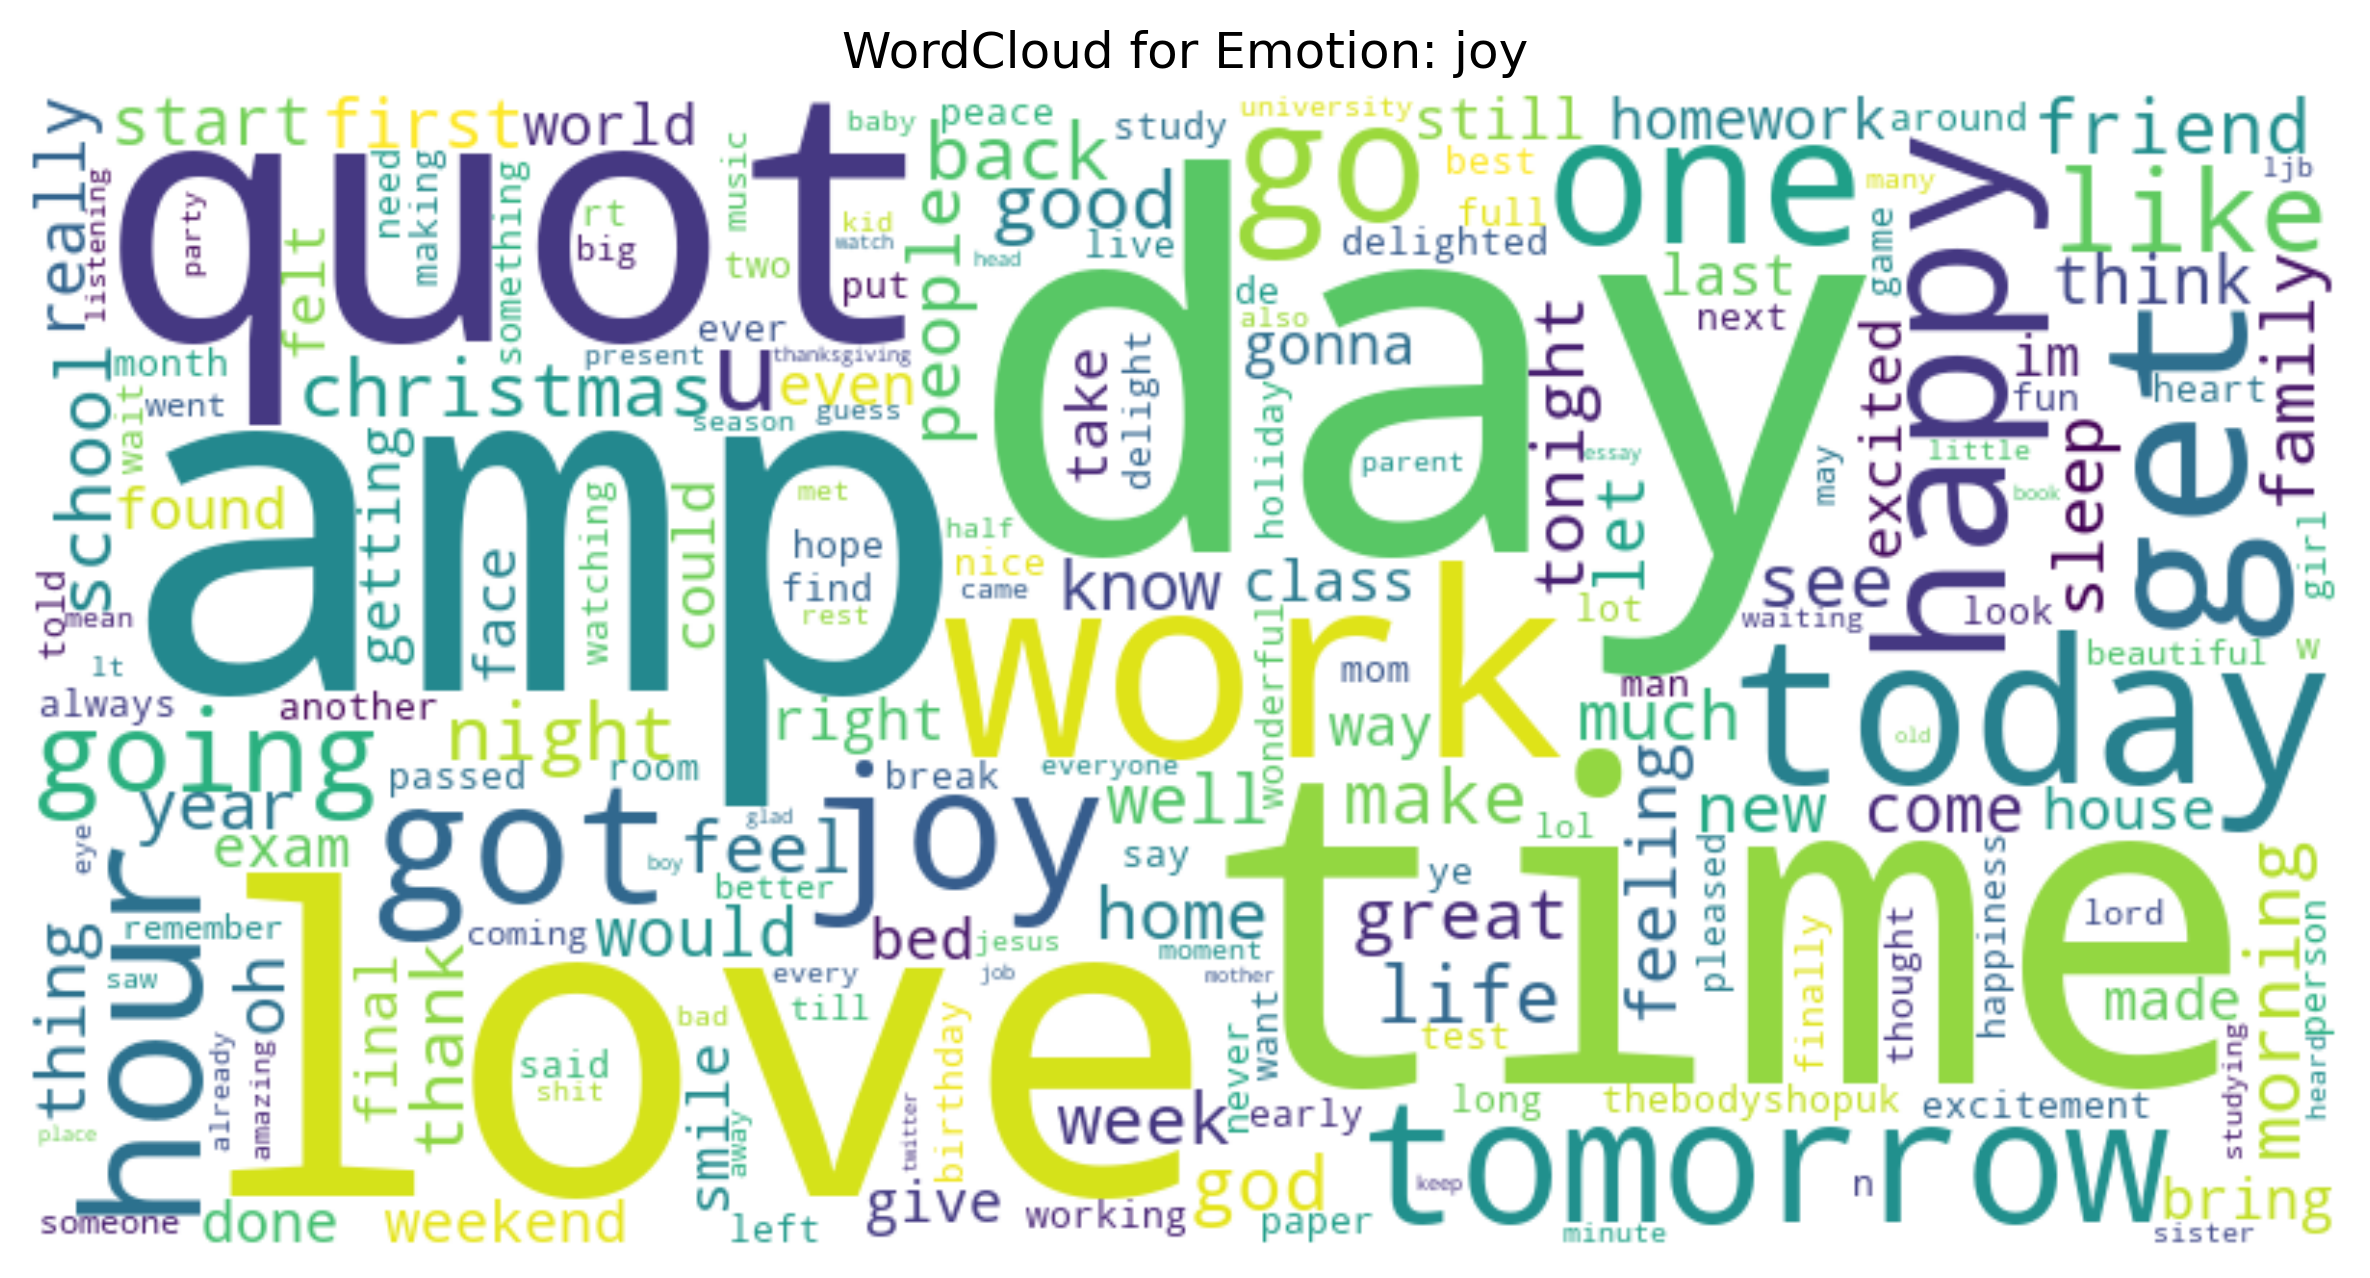 WordCloud for Emotion: joy
start first world baby peace study university still homework around friend
really quot back go one ljb
listening party need making rt big music kid watch people good live head best full delighted many happy like
felt something two put day de also gonna last next game think family
month ever present thanksgiving christmas u even take delight tonight excited im fun get heart
school wait went season guess holiday parent essay let may little sleep
found getting amp watching could met hope find rest half nice came know class see book girl
told mean face work lot waiting look
lt always another night right mom wonderful way man much today beautiful w
going passed room joy break everyone well make old
year exam got feel glad boy better say lol feeling new come house
eye hour remember coming would bed jesus home moment great ye time pleased happiness lord morning
thing saw oh final thank love every till job mother life test finally thought made person
already amazing said shit bad smile birthday never want
place away twitter week early long thebodyshopuk excitement studying heard
someone done weekend left give working god paper tomorrow keep minute n bring sister